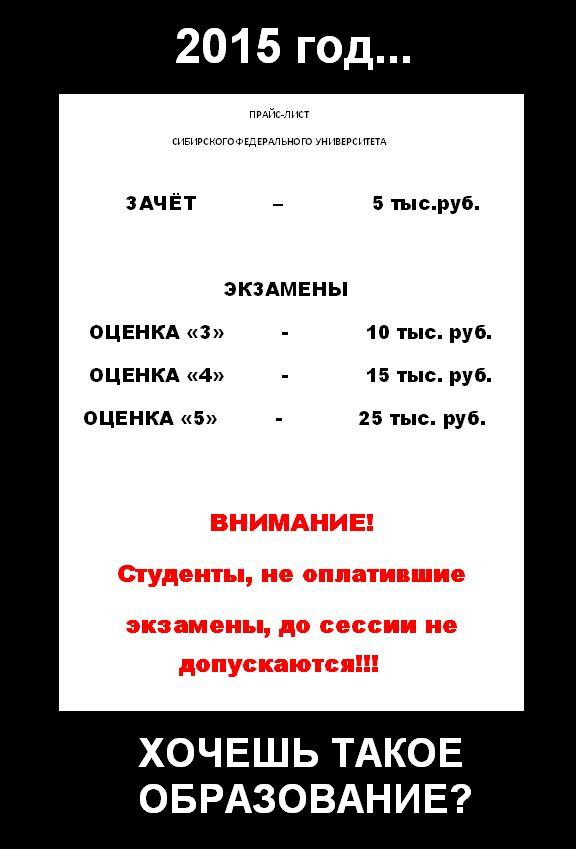 2015 год...
ПРАЙС-ЛИСТ
СИБИРСКОГО ФЕДЕРАЛЬНОГО УНИВЕРСИТЕТА
ЗАЧЁТ – 5 тыс.руб.
ЭКЗАМЕНЫ
ОЦЕНКА «3» - 10 тыс. руб.
ОЦЕНКА «4» - 15 тыс. руб.
ОЦЕНКА «5» - 25 тыс. руб.
ВНИМАНИЕ!
Студенты, не оплатившие
экзамены, до сессии не
допускаются!!!
ХОЧЕШЬ ТАКОЕ
ОБРАЗОВАНИЕ?